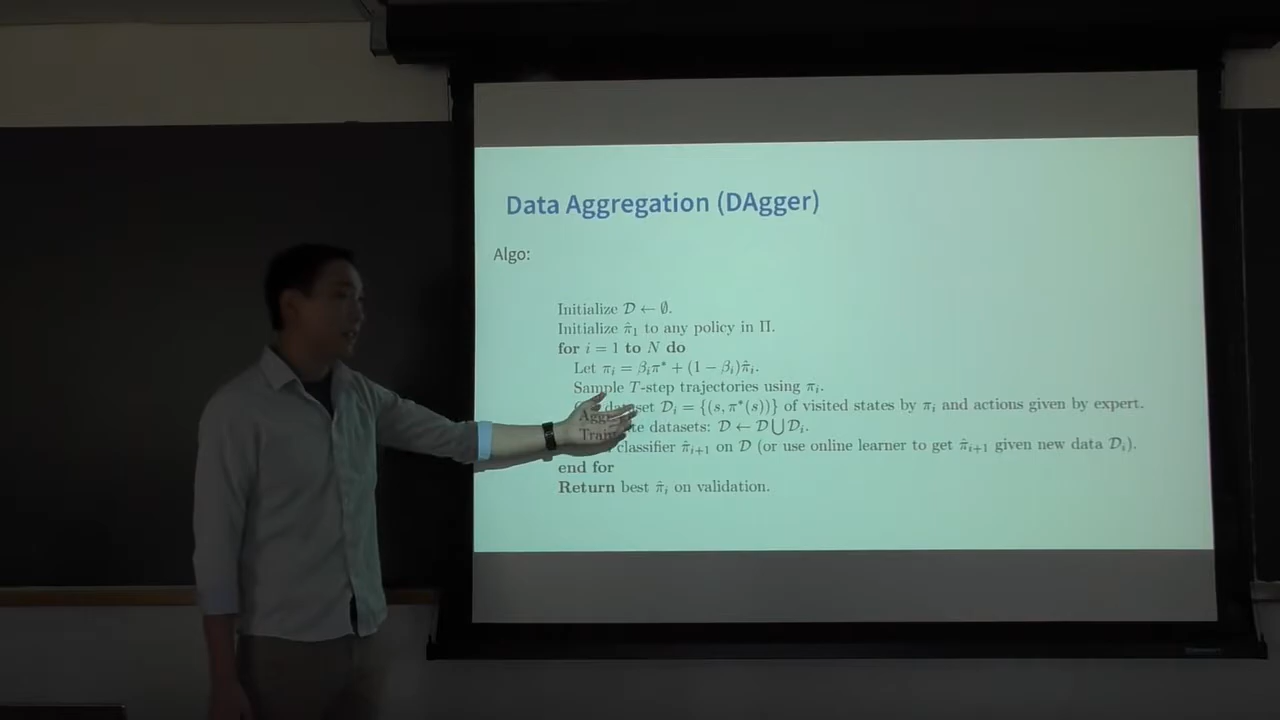 Data Aggregation (DAgger)
Algo:
Initialize 𝒟 ← ∅.
Initialize π̂₁ to any policy in Π.
for i = 1 to N do
Let πᵢ = βᵢπ* + (1 − βᵢ)π̂ᵢ.
Sample T-step trajectories using πᵢ.
dataset 𝒟ᵢ = {(s, π*(s))} of visited states by πᵢ and actions given by expert.
datasets: 𝒟 ← 𝒟 ⋃ 𝒟ᵢ.
Train classifier π̂ᵢ₊₁ on 𝒟 (or use online learner to get π̂ᵢ₊₁ given new data 𝒟ᵢ).
end for
Return best π̂ᵢ on validation.